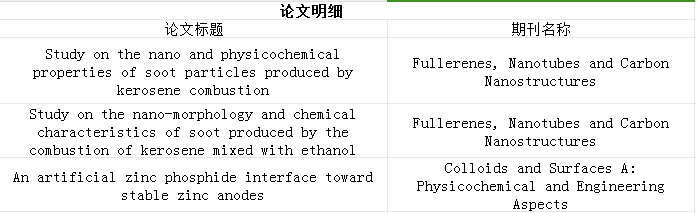 论文明细
论文标题
期刊名称
Study on the nano and physicochemical
properties of soot particles produced by
kerosene combustion
Fullerenes, Nanotubes and Carbon
Nanostructures
Study on the nano-morphology and chemical
characteristics of soot produced by the
combustion of kerosene mixed with ethanol
Fullerenes, Nanotubes and Carbon
Nanostructures
An artificial zinc phosphide interface toward
stable zinc anodes
Colloids and Surfaces A:
Physicochemical and Engineering
Aspects